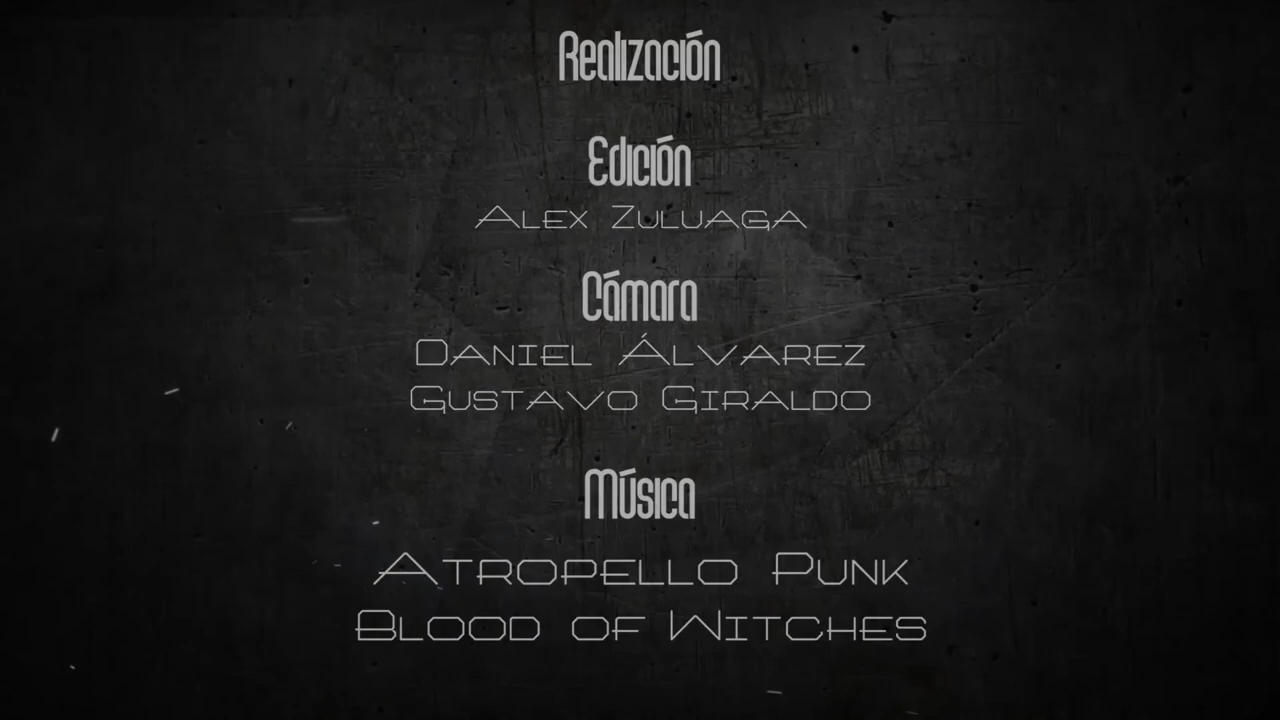 Realización
Edición
Alex Zuluaga
Cámara
Daniel Álvarez
Gustavo Giraldo
Música
Atropello Punk
Blood of Witches